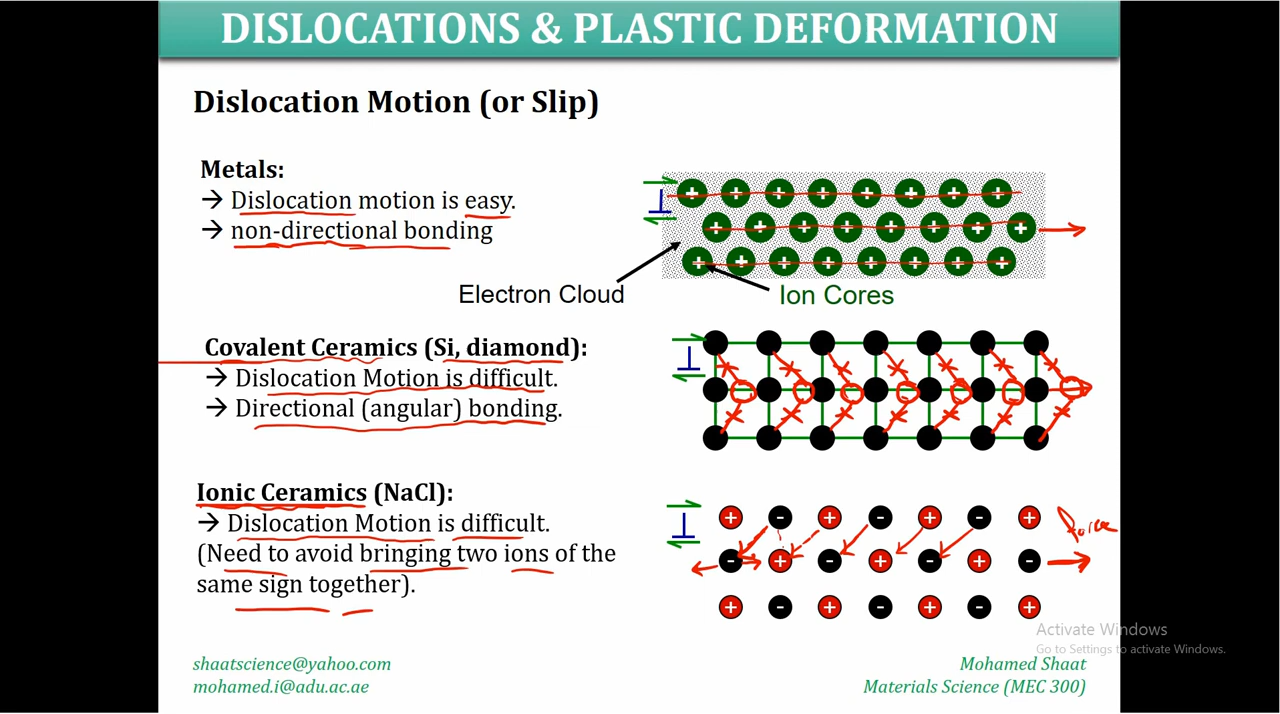 DISLOCATIONS & PLASTIC DEFORMATION
Dislocation Motion (or Slip)
Metals:
→ Dislocation motion is easy.
→ non-directional bonding
Electron Cloud
Ion Cores
Covalent Ceramics (Si, diamond):
→ Dislocation Motion is difficult.
→ Directional (angular) bonding.
Ionic Ceramics (NaCl):
→ Dislocation Motion is difficult.
(Need to avoid bringing two ions of the
same sign together).
Force
+ + + + + + + +
+ + + + + + + +
+ + + + + + + +
+ - + - + - +
- + - + - + -
+ - + - + - +
Activate Windows
Go to Settings to activate Windows.
shaatscience@yahoo.com
mohamed.i@adu.ac.ae
Mohamed Shaat
Materials Science (MEC 300)